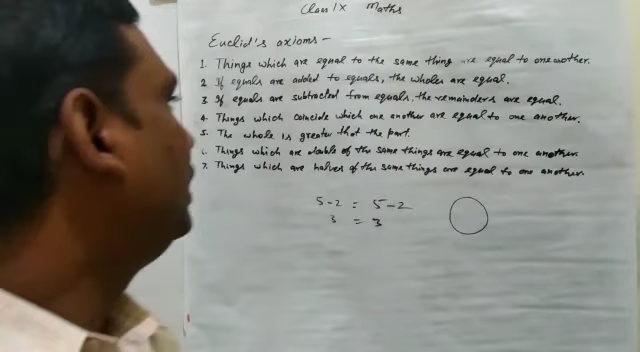 Class IX Maths
Euclid's axioms -
1. Things which are equal to the same thing are equal to one another.
2. If equals are added to equals, the wholes are equal.
3. If equals are subtracted from equals, the remainders are equal.
4. Things which coincide which one another are equal to one another.
5. The whole is greater that the part.
6. Things which are double of the same things are equal to one another.
7. Things which are halves of the same things are equal to one another.
5-2 = 5-2
3 = 3